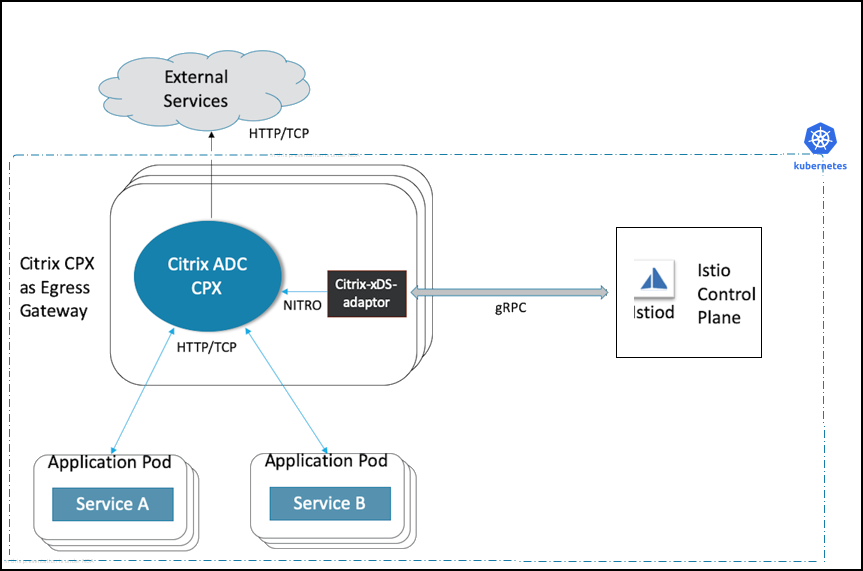 External
Services
HTTP/TCP
kubernetes
Citrix CPX
as Egress
Gateway
Citrix ADC
CPX
NITRO
Citrix-xDS-
adaptor
gRPC
Istiod
Istio
Control
Plane
HTTP/TCP
Application Pod
Service A
Application Pod
Service B